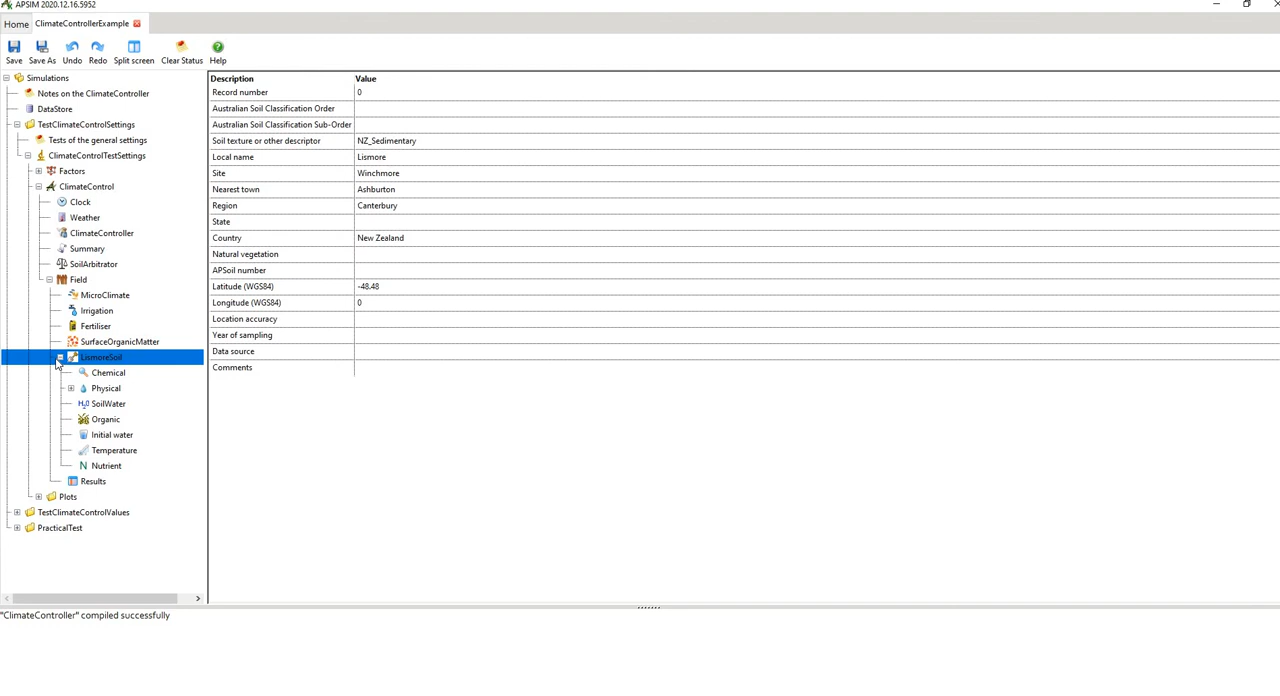 APSIM 2020.12.16.5952
Home ClimateControllerExample
Save Save As Undo Redo Split screen Clear Status Help
Simulations
Notes on the ClimateController
DataStore
TestClimateControlSettings
Tests of the general settings
ClimateControlTestSettings
Factors
ClimateControl
Clock
Weather
ClimateController
Summary
SoilArbitrator
Field
MicroClimate
Irrigation
Fertiliser
SurfaceOrganicMatter
LismoreSoil
Chemical
Physical
SoilWater
Organic
Initial water
Temperature
Nutrient
Results
Plots
TestClimateControlValues
PracticalTest
Description Value
Record number 0
Australian Soil Classification Order
Australian Soil Classification Sub-Order
Soil texture or other descriptor NZ_Sedimentary
Local name Lismore
Site Winchmore
Nearest town Ashburton
Region Canterbury
State
Country New Zealand
Natural vegetation
APSoil number
Latitude (WGS84) -48.48
Longitude (WGS84) 0
Location accuracy
Year of sampling
Data source
Comments
"ClimateController" compiled successfully